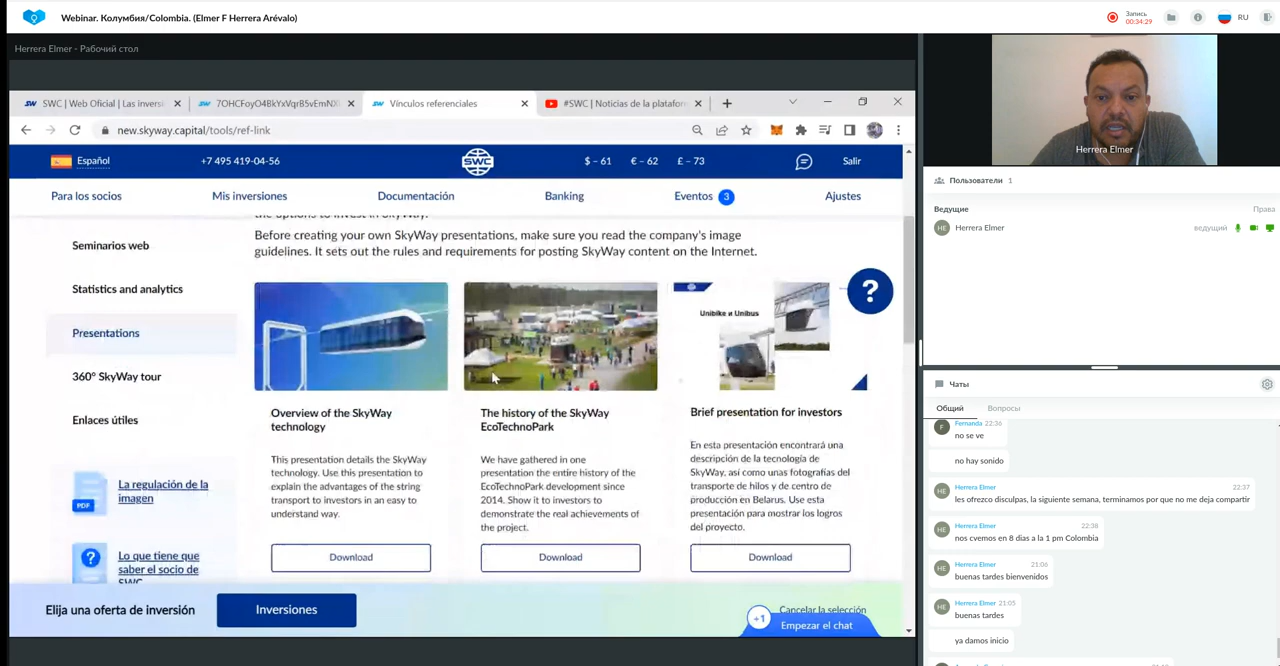 Webinar. Колумбия/Colombia. (Elmer F Herrera Arévalo)
Запись
00:34:29
RU
Herrera Elmer - Рабочий стол
SWC | Web Oficial | Las inversi
7OHCFoyO4BkYxVqrB5vEmNX
Vínculos referenciales
#SWC | Noticias de la platafor
new.skyway.capital/tools/ref-link
Español
+7 495 419-04-56
SWC
$ – 61
€ – 62
£ – 73
Salir
Para los socios
Mis inversiones
Documentación
Banking
Eventos 3
Ajustes
the options to invest in SkyWay.
Before creating your own SkyWay presentations, make sure you read the company's image
guidelines. It sets out the rules and requirements for posting SkyWay content on the Internet.
Seminarios web
Statistics and analytics
Presentations
360° SkyWay tour
Enlaces útiles
PDF
La regulación de la
imagen
?
Lo que tiene que
saber el socio de
SWC
Overview of the SkyWay
technology
This presentation details the SkyWay
technology. Use this presentation to
explain the advantages of the string
transport to investors in an easy to
understand way.
Download
The history of the SkyWay
EcoTechnoPark
We have gathered in one
presentation the entire history of the
EcoTechnoPark development since
2014. Show it to investors to
demonstrate the real achievements of
the project.
Download
Unibike и Unibus
Brief presentation for investors
En esta presentación encontrará una
descripción de la tecnología de
SkyWay, así como unas fotografías del
transporte de hilos y de centro de
producción en Belarus. Use esta
presentación para mostrar los logros
del proyecto.
Download
?
Elija una oferta de inversión
Inversiones
Cancelar la selección
+1
Empezar el chat
Herrera Elmer
Пользователи 1
Ведущие
Права
HE
Herrera Elmer
ведущий
Чаты
Общий
Вопросы
F
Fernanda 22:36
no se ve
no hay sonido
HE
Herrera Elmer
22:37
les ofrezco disculpas, la siguiente semana, terminamos por que no me deja compartir
HE
Herrera Elmer
22:38
nos cvemos en 8 dias a la 1 pm Colombia
HE
Herrera Elmer
21:06
buenas tardes bienvenidos
HE
Herrera Elmer 21:05
buenas tardes
ya damos inicio